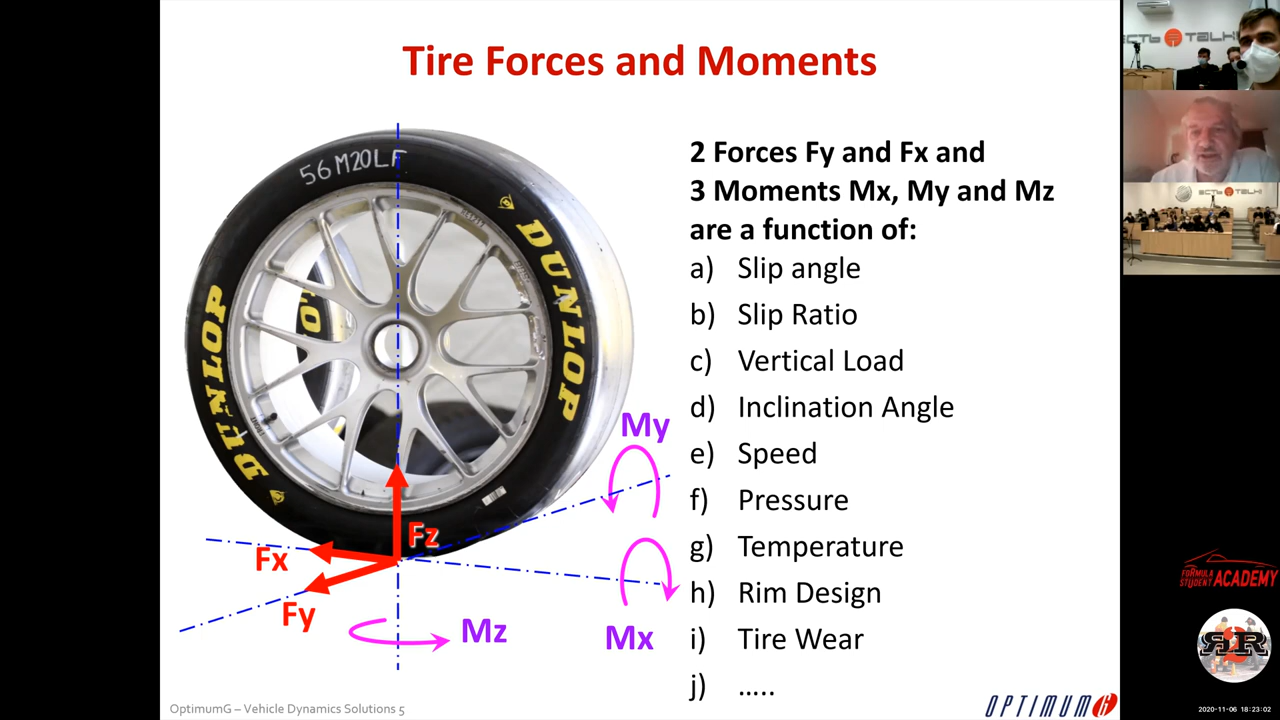 Tire Forces and Moments
56M20LF
DUNLOP
DUNLOP
2 Forces Fy and Fx and
3 Moments Mx, My and Mz
are a function of:
a) Slip angle
b) Slip Ratio
c) Vertical Load
d) Inclination Angle
e) Speed
f) Pressure
g) Temperature
h) Rim Design
i) Tire Wear
j) .....
My
Fz
Fx
Fy
Mz
Mx
OptimumG – Vehicle Dynamics Solutions 5
OPTIMUMG
FORMULA
STUDENT ACADEMY
2020-11-06 18:23:02